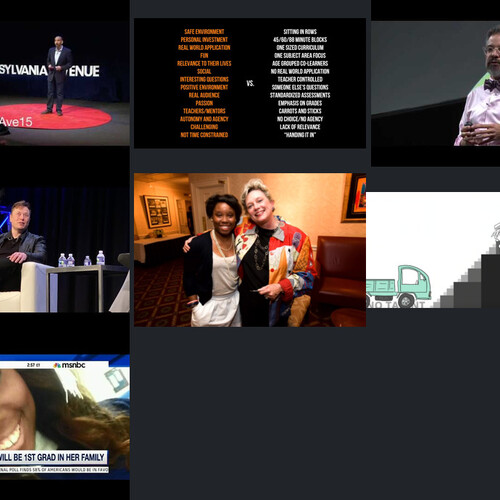 SYLVANIA AVENUE
Ave15
SAFE ENVIRONMENT
PERSONAL INVESTMENT
REAL WORLD APPLICATION
FUN
RELEVANCE TO THEIR LIVES
SOCIAL
INTERESTING QUESTIONS
POSITIVE ENVIRONMENT
REAL AUDIENCE
PASSION
TEACHERS/MENTORS
AUTONOMY AND AGENCY
CHALLENGING
NOT TIME CONSTRAINED
VS.
SITTING IN ROWS
45/60/88 MINUTE BLOCKS
ONE SIZED CURRICULUM
ONE SUBJECT AREA FOCUS
AGE GROUPED CO-LEARNERS
NO REAL WORLD APPLICATION
TEACHER CONTROLLED
SOMEONE ELSE'S QUESTIONS
STANDARDIZED ASSESSMENTS
EMPHASIS ON GRADES
CARROTS AND STICKS
NO CHOICE/NO AGENCY
LACK OF RELEVANCE
"HANDING IT IN"
2:57
msnbc
WILL BE 1ST GRAD IN HER FAMILY
NAL POLL FINDS 58% OF AMERICANS WOULD BE IN FAVO